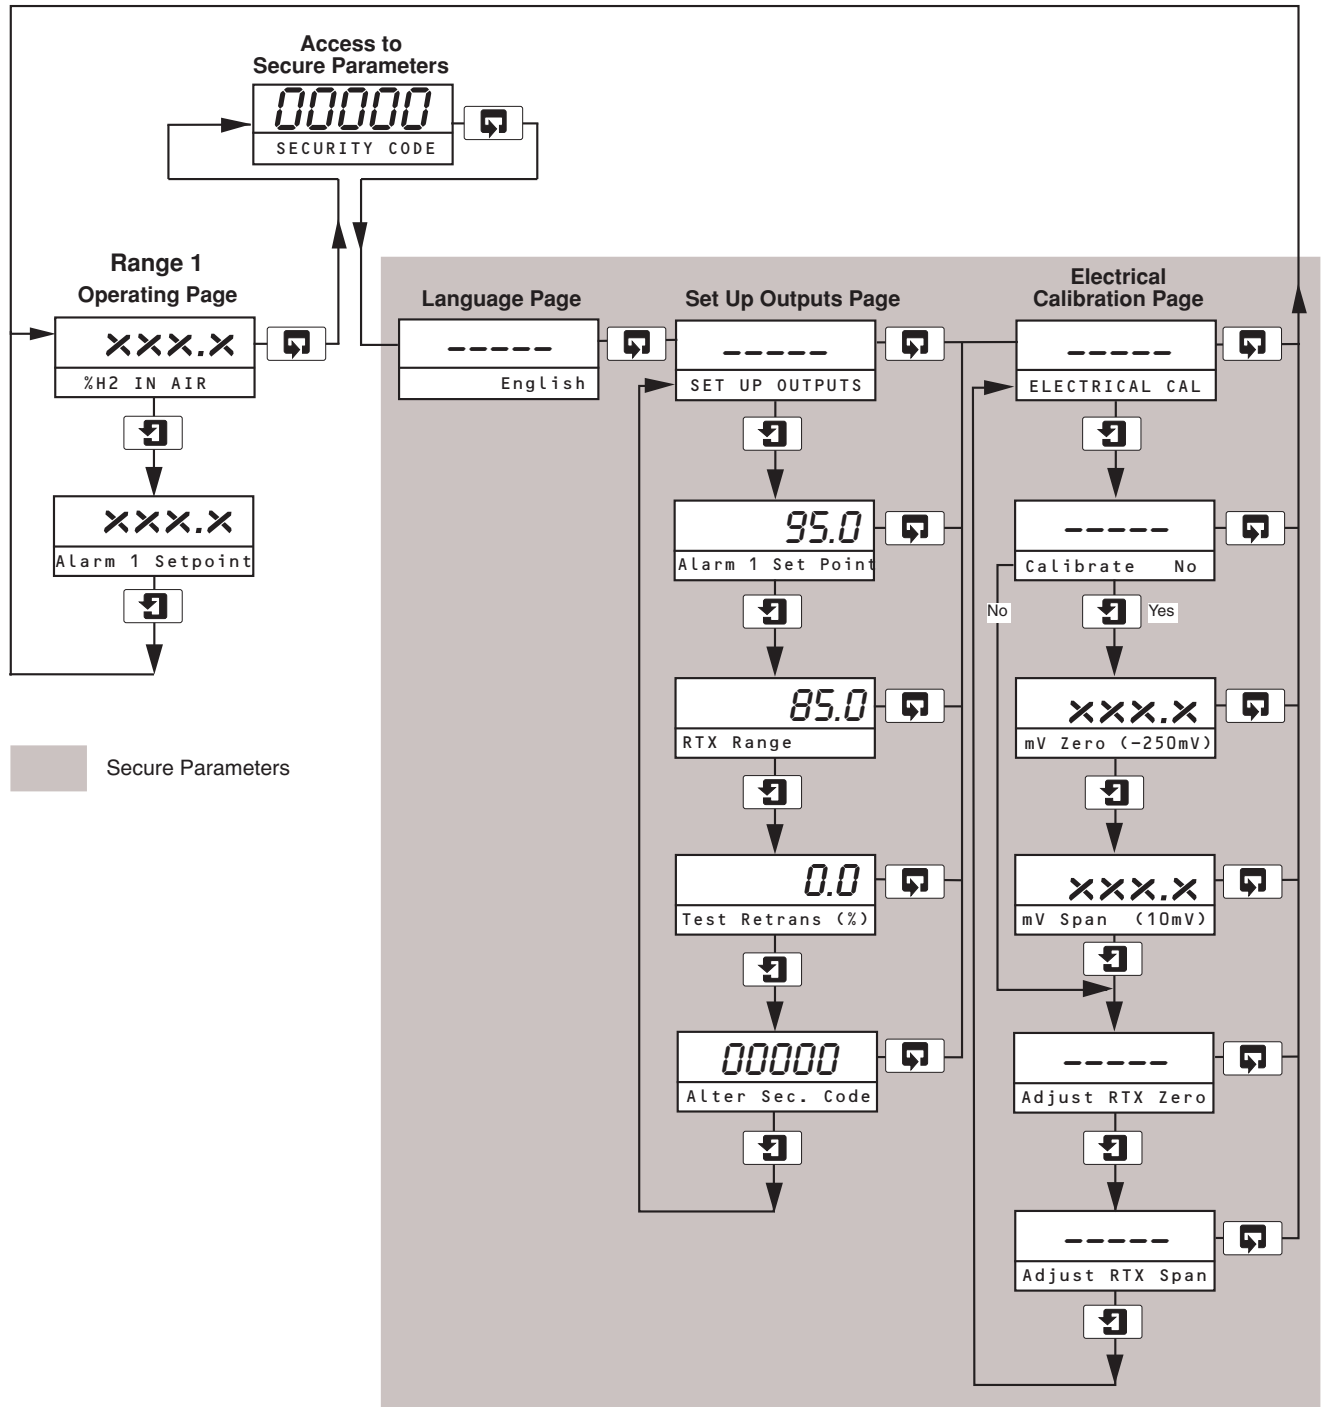 Access to
Secure Parameters
00000
SECURITY CODE
Range 1
Operating Page
xxx.x
%H2 IN AIR
xxx.x
Alarm 1 Setpoint
Secure Parameters
Language Page
-----
English
Set Up Outputs Page
-----
SET UP OUTPUTS
95.0
Alarm 1 Set Point
85.0
RTX Range
0.0
Test Retrans (%)
00000
Alter Sec. Code
Electrical
Calibration Page
-----
ELECTRICAL CAL
-----
Calibrate No
No
Yes
xxx.x
mV Zero (-250mV)
xxx.x
mV Span (10mV)
-----
Adjust RTX Zero
-----
Adjust RTX Span